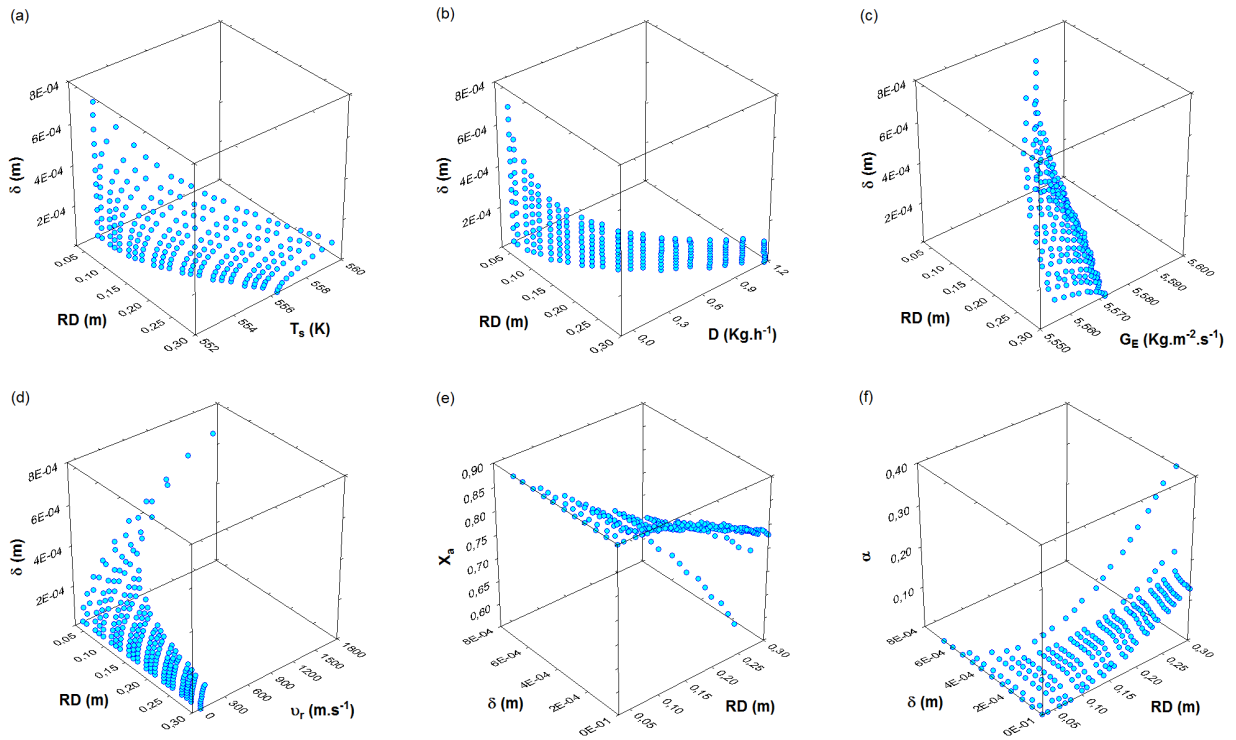 (a)
8E-04
6E-04
4E-04
2E-04
δ (m)
0,05
0,10
0,15
0,20
0,25
0,30
RD (m)
552
554
556
558
560
Tₛ (K)
(b)
8E-04
6E-04
4E-04
2E-04
δ (m)
0,05
0,10
0,15
0,20
0,25
0,30
RD (m)
0,0
0,3
0,6
0,9
1,2
D (Kg.h⁻¹)
(c)
8E-04
6E-04
4E-04
2E-04
δ (m)
0,05
0,10
0,15
0,20
0,25
0,30
RD (m)
5,550
5,560
5,570
5,580
5,590
5,600
G_E (Kg.m⁻².s⁻¹)
(d)
8E-04
6E-04
4E-04
2E-04
δ (m)
0,05
0,10
0,15
0,20
0,25
0,30
RD (m)
0
300
600
900
1200
1500
1800
υᵣ (m.s⁻¹)
(e)
0,90
0,85
0,80
0,75
0,70
0,65
0,60
Xₐ
8E-04
6E-04
4E-04
2E-04
0E-01
δ (m)
0,05
0,10
0,15
0,20
0,25
0,30
RD (m)
(f)
0,40
0,30
0,20
0,10
α
8E-04
6E-04
4E-04
2E-04
0E-01
δ (m)
0,05
0,10
0,15
0,20
0,25
0,30
RD (m)